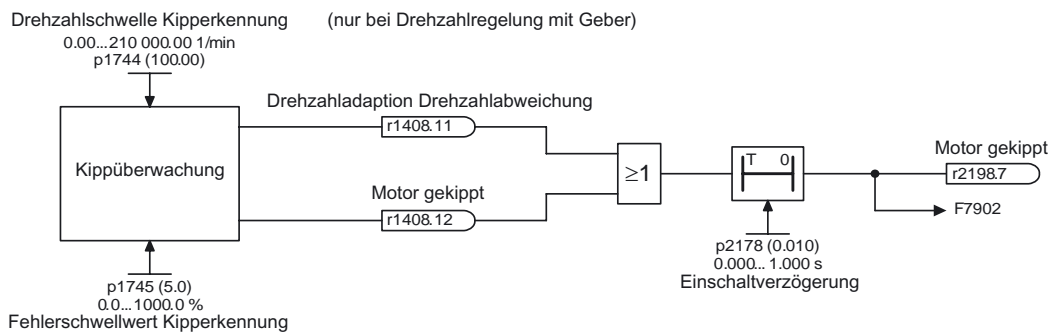 Drehzahlschwelle Kipperkennung
(nur bei Drehzahlregelung mit Geber)
0.00...210 000.00 1/min
p1744 (100.00)
Drehzahladaption Drehzahlabweichung
r1408.11
Kippüberwachung
Motor gekippt
r1408.12
≥1
T 0
Motor gekippt
r2198.7
F7902
p2178 (0.010)
0.000... 1.000 s
Einschaltverzögerung
p1745 (5.0)
0.0...1000.0 %
Fehlerschwellwert Kipperkennung